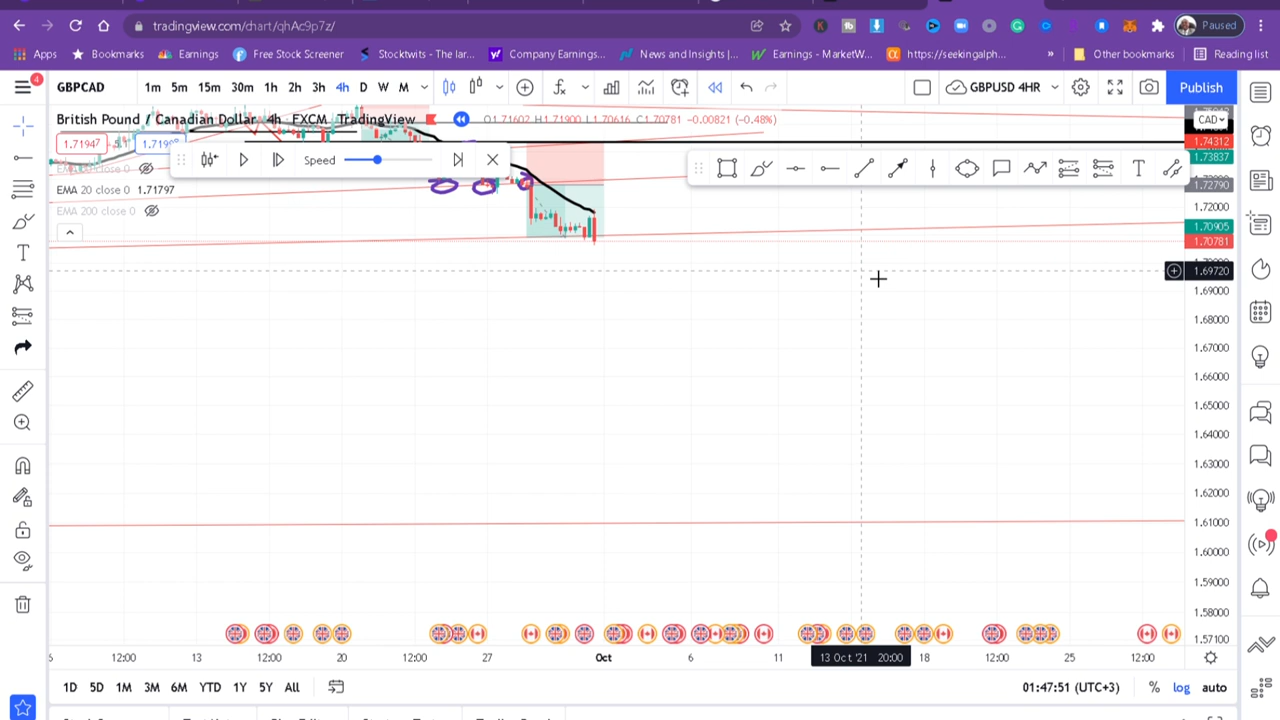 tradingview.com/chart/qhAc9p7z/
Paused
Apps Bookmarks Earnings Free Stock Screener Stocktwits - The lar... Company Earnings... News and Insights |... Earnings - MarketW... https://seekingalph... » Other bookmarks Reading list
4 GBPCAD 1m 5m 15m 30m 1h 2h 3h 4h D W M GBPUSD 4HR Publish
British Pound / Canadian Dollar 4h FXCM TradingView O1.71602 H1.71900 L1.70616 C1.70781 −0.00821 (−0.48%)
CAD
1.74312
1.73837
1.72790
1.72000
1.70905
1.70781
1.69720
1.69000
1.68000
1.67000
1.66000
1.65000
1.64000
1.63000
1.62000
1.61000
1.60000
1.59000
1.58000
1.57100
Speed
EMA 20 close 0 1.71797
EMA 200 close 0
12:00 13 12:00 20 12:00 27 Oct 6 11 13 Oct '21 20:00 18 12:00 25 12:00
1D 5D 1M 3M 6M YTD 1Y 5Y All 01:47:51 (UTC+3) % log auto